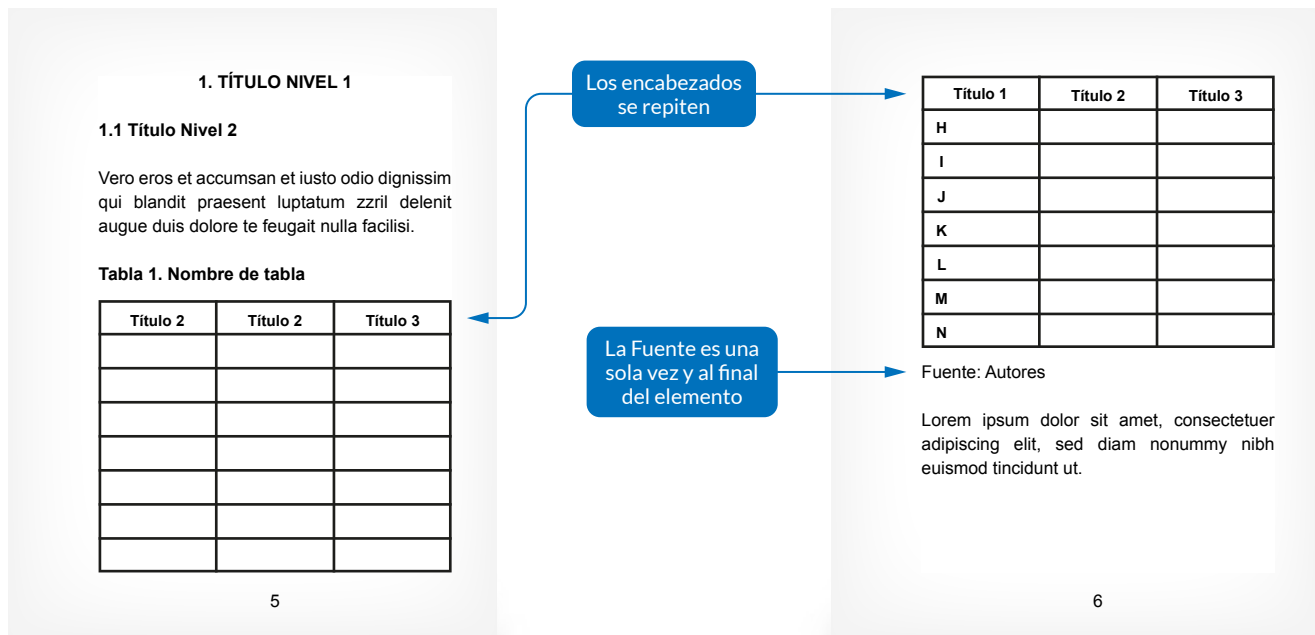 1. TÍTULO NIVEL 1
1.1 Título Nivel 2
Vero eros et accumsan et iusto odio dignissim
qui blandit praesent luptatum zzril delenit
augue duis dolore te feugait nulla facilisi.
Tabla 1. Nombre de tabla
Título 2 Título 2 Título 3
5
Los encabezados
se repiten
La Fuente es una
sola vez y al final
del elemento
Título 1 Título 2 Título 3
H
I
J
K
L
M
N
Fuente: Autores
Lorem ipsum dolor sit amet, consectetuer
adipiscing elit, sed diam nonummy nibh
euismod tincidunt ut.
6